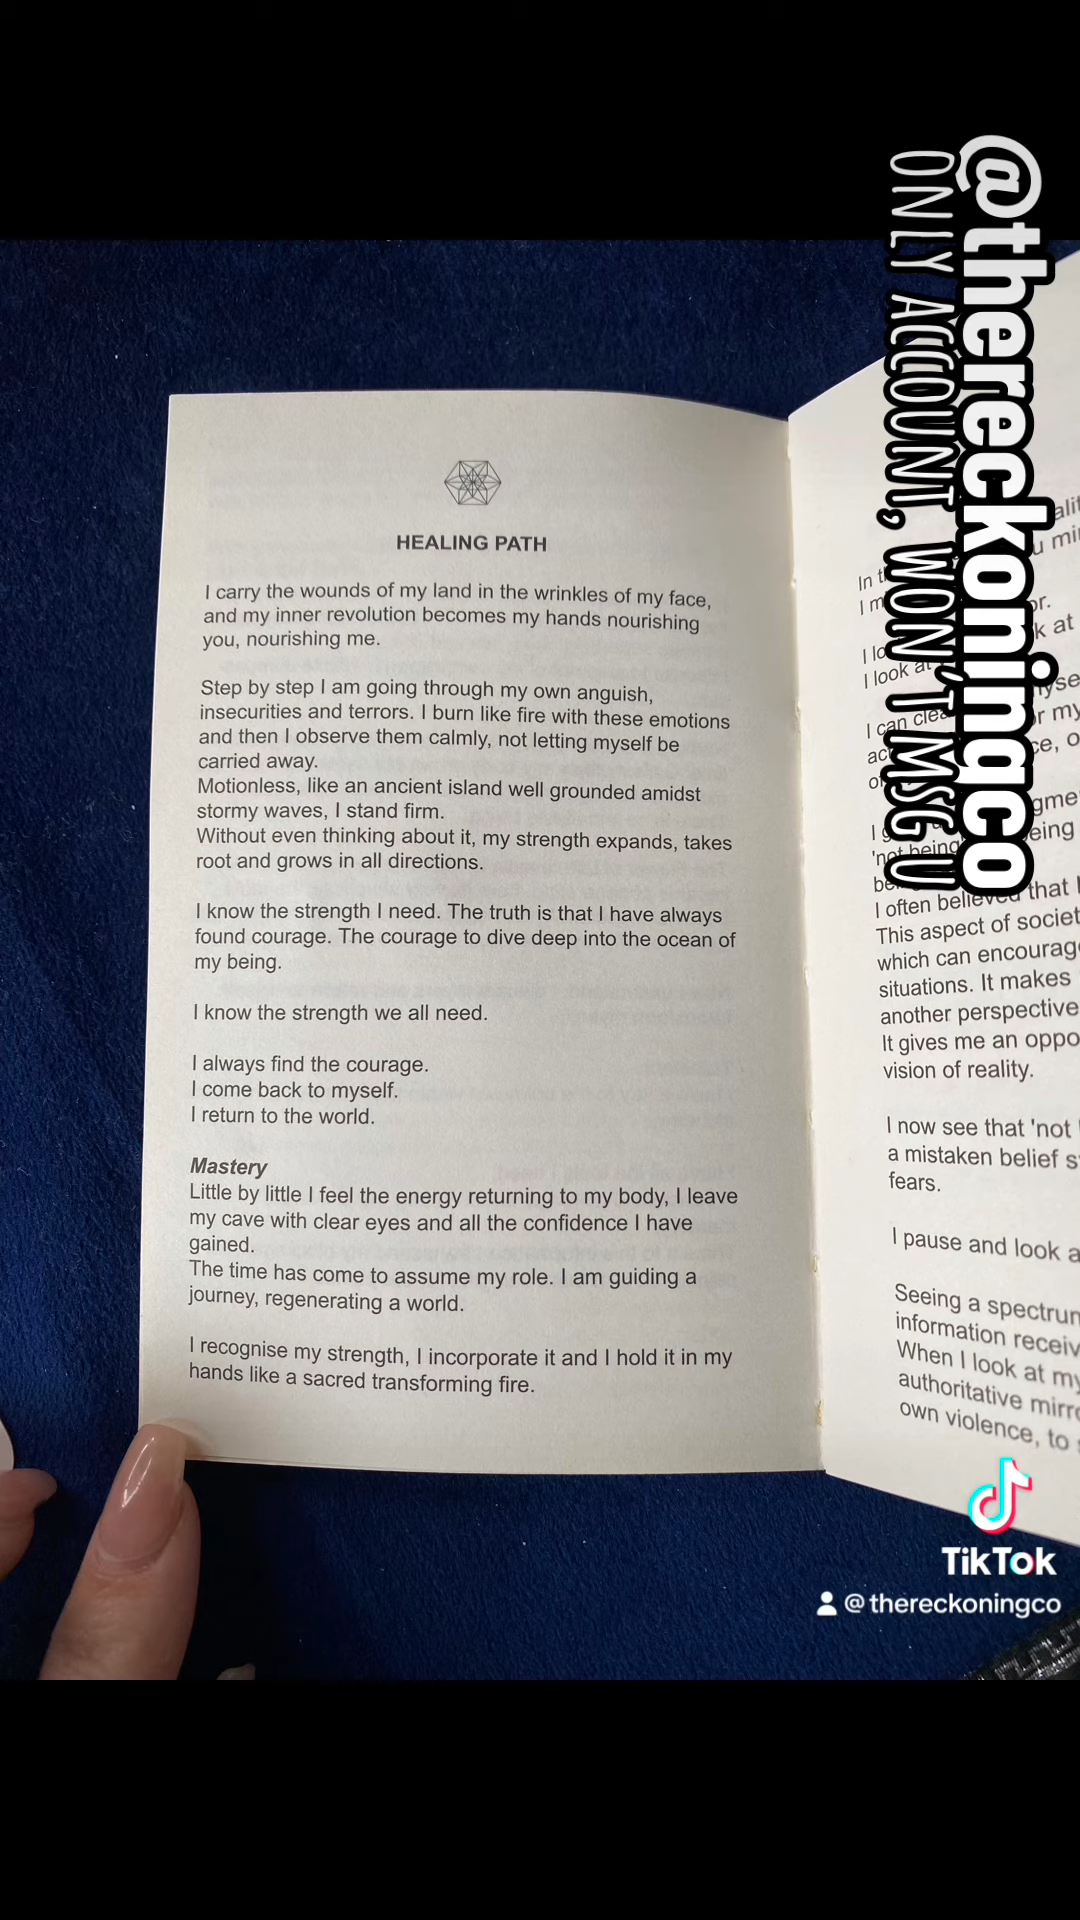 HEALING PATH
I carry the wounds of my land in the wrinkles of my face,
and my inner revolution becomes my hands nourishing
you, nourishing me.
Step by step I am going through my own anguish,
insecurities and terrors. I burn like fire with these emotions
and then I observe them calmly, not letting myself be
carried away.
Motionless, like an ancient island well grounded amidst
stormy waves, I stand firm.
Without even thinking about it, my strength expands, takes
root and grows in all directions.
I know the strength I need. The truth is that I have always
found courage. The courage to dive deep into the ocean of
my being.
I know the strength we all need.
I always find the courage.
I come back to myself.
I return to the world.
Mastery
Little by little I feel the energy returning to my body, I leave
my cave with clear eyes and all the confidence I have
gained.
The time has come to assume my role. I am guiding a
journey, regenerating a world.
I recognise my strength, I incorporate it and I hold it in my
hands like a sacred transforming fire.
In
I
I
k at
I look at
I can
r my
ce,
I
eing
'not being
I often believed that
This aspect of
which can
situations. It makes
another perspective
It gives me an
vision of reality.
I now see that 'not
a mistaken belief
fears.
I pause and look
Seeing a
information
When I look at my
authoritative
own violence, to
@thereckoningco
ONLY ACCOUNT, WON'T MSG U
TikTok
@thereckoningco